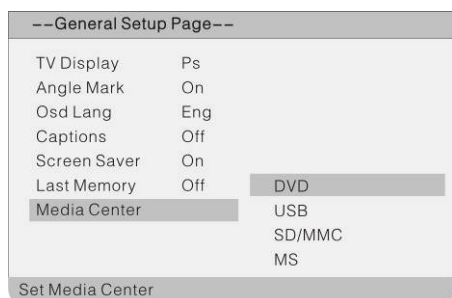 --General Setup Page--
TV Display Ps
Angle Mark On
Osd Lang Eng
Captions Off
Screen Saver On
Last Memory Off DVD
Media Center USB
SD/MMC
MS
Set Media Center